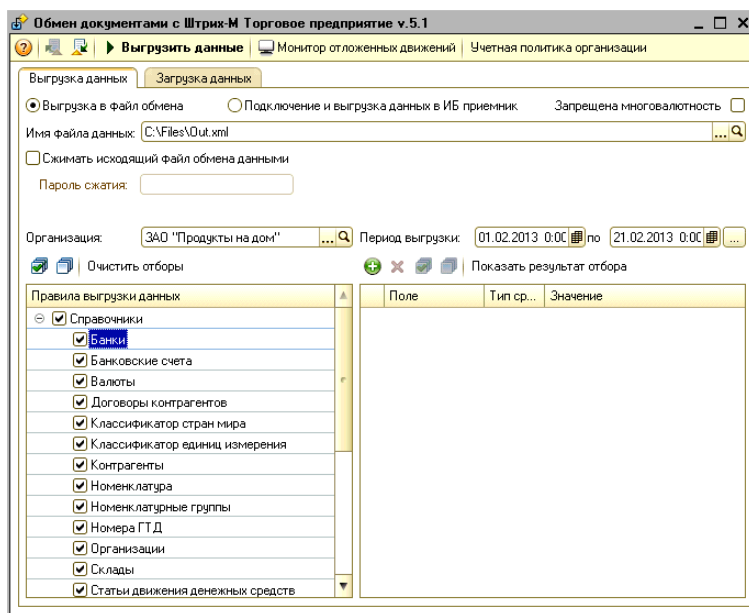 Обмен документами с Штрих-М Торговое предприятие v.5.1
Выгрузить данные Монитор отложенных движений Учетная политика организации
Выгрузка данных Загрузка данных
Выгрузка в файл обмена Подключение и выгрузка данных в ИБ приемник Запрещена многовалютность
Имя файла данных: C:\Files\Out.xml ...
Сжимать исходящий файл обмена данными
Пароль сжатия:
Организация: ЗАО "Продукты на дом" ... Период выгрузки: 01.02.2013 0:0С по 21.02.2013 0:0С ...
Очистить отборы Показать результат отбора
Правила выгрузки данных Поле Тип ср... Значение
Справочники
Банки
Банковские счета
Валюты
Договоры контрагентов
Классификатор стран мира
Классификатор единиц измерения
Контрагенты
Номенклатура
Номенклатурные группы
Номера ГТД
Организации
Склады
Статьи движения денежных средств